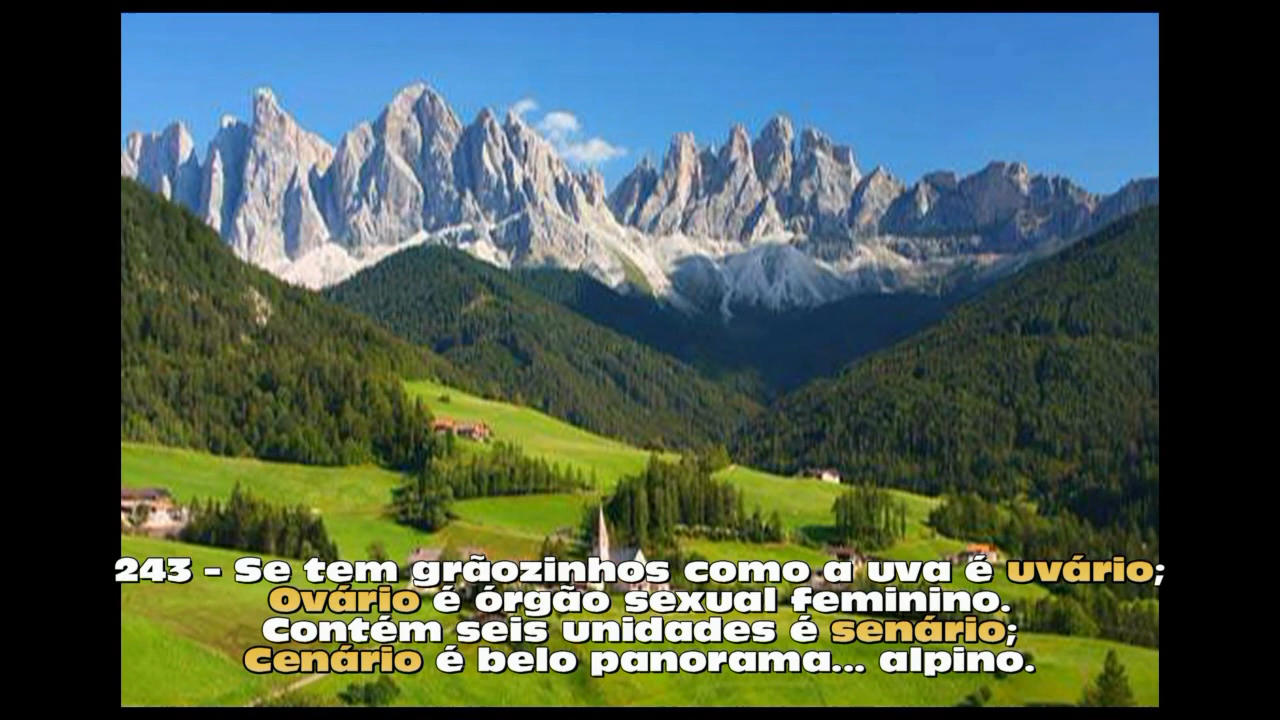 243 - Se tem grãozinhos como a uva é uvário;
Ovário é órgão sexual feminino.
Contém seis unidades é senário;
Cenário é belo panorama... alpino.